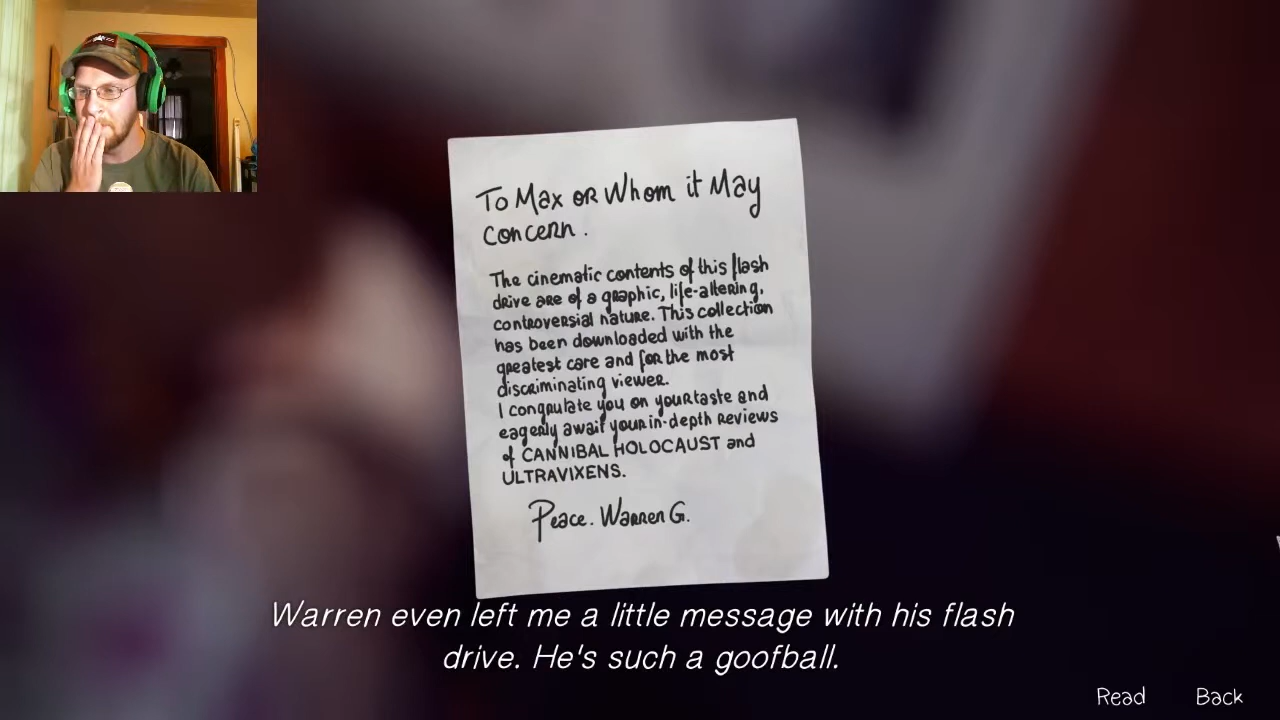 To Max or Whom it May
concern.
The cinematic contents of this flash
drive are of a graphic, life-altering,
controversial nature. This collection
has been downloaded with the
greatest care and for the most
discriminating viewer.
I congrulate you on your taste and
eagerly await your in-depth reviews
of CANNIBAL HOLOCAUST and
ULTRAVIXENS.
Peace. Warren G.
Warren even left me a little message with his flash
drive. He's such a goofball.
Read Back